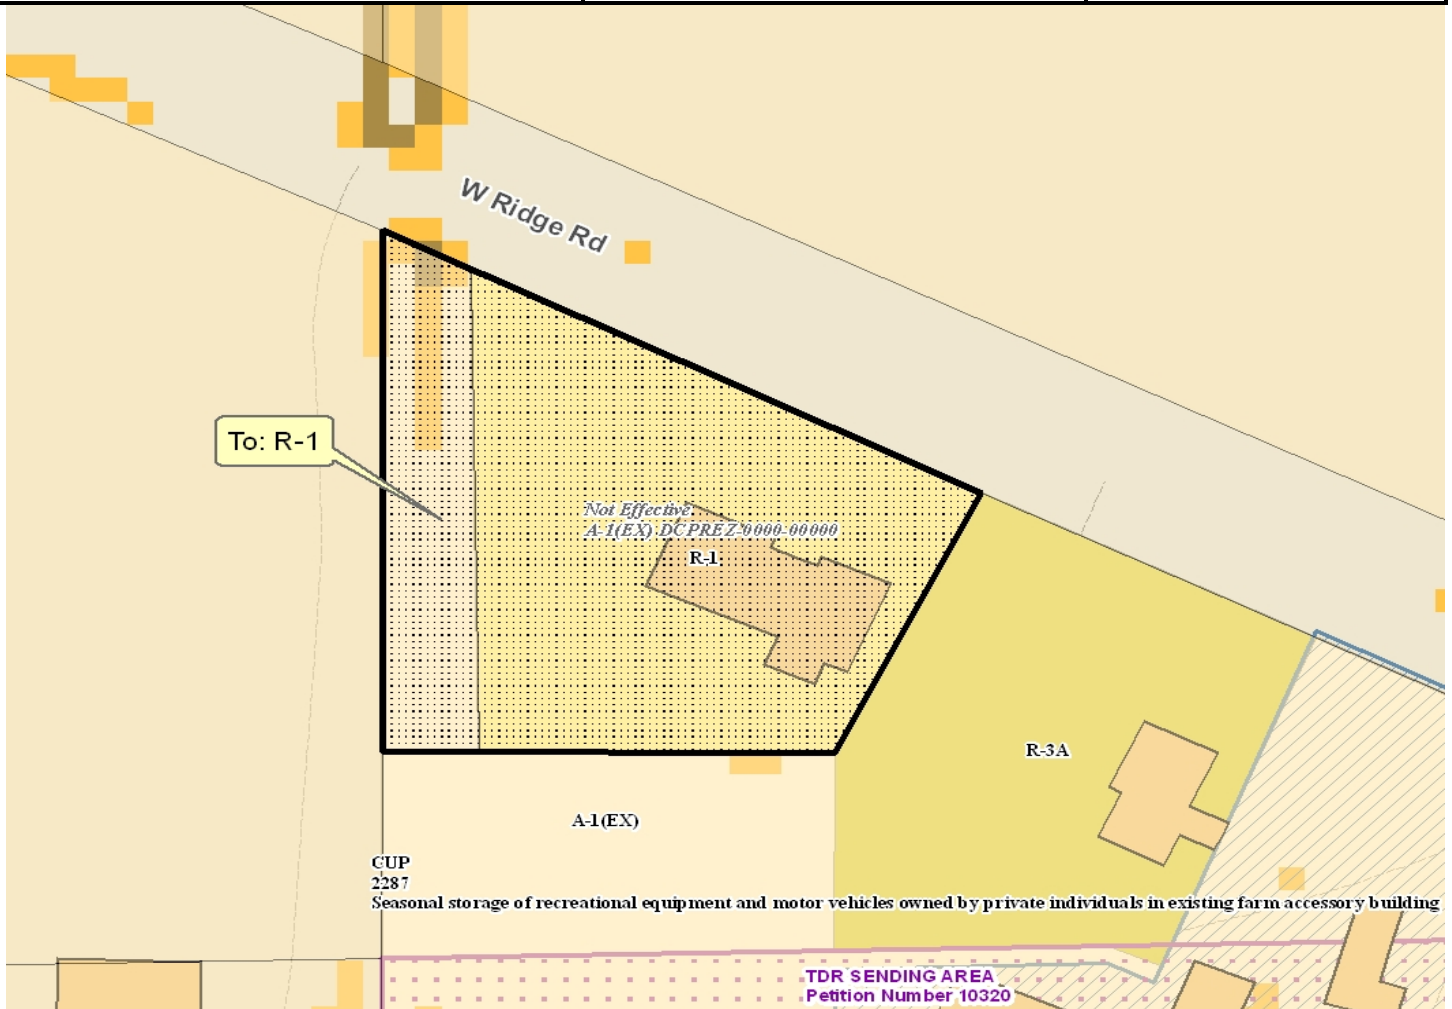 W Ridge Rd
To: R-1
Not Effective
A-1(EX) DCPREZ-0000-00000
R-1
R-3A
A-1(EX)
CUP
2287
Seasonal storage of recreational equipment and motor vehicles owned by private individuals in existing farm accessory building
TDR SENDING AREA
Petition Number 10320